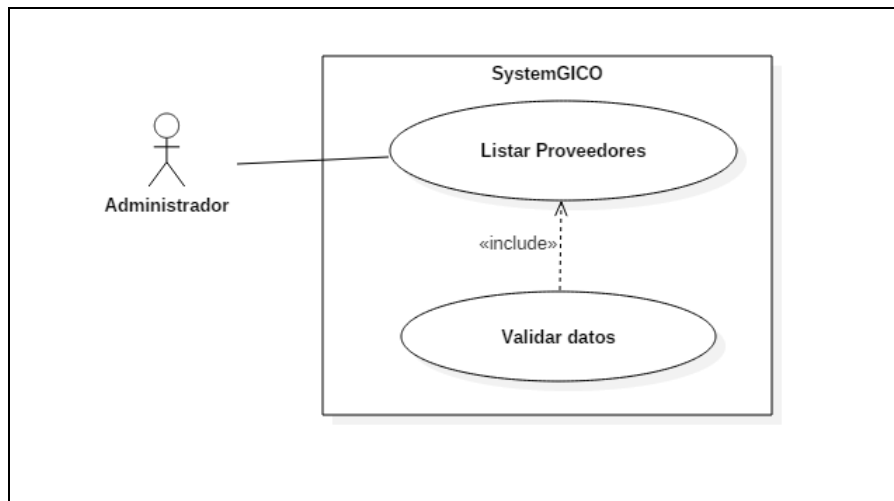 SystemGICO
Listar Proveedores
Administrador
«include»
Validar datos